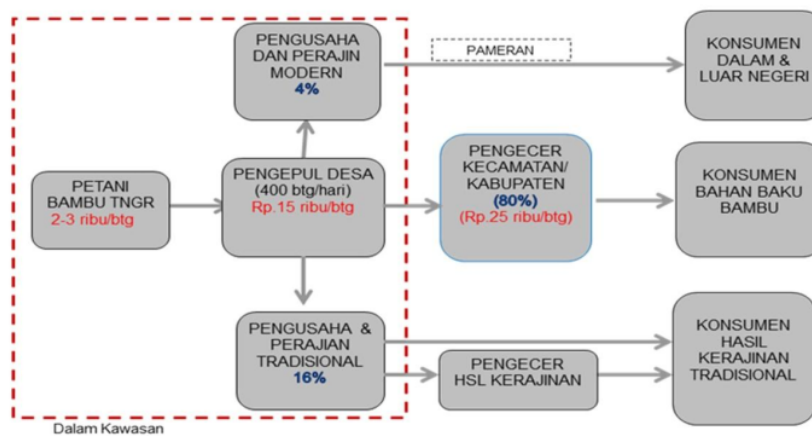 PENGUSAHA
DAN PERAJIN
MODERN
4%
PAMERAN
KONSUMEN
DALAM &
LUAR NEGERI
PETANI
BAMBU TNGR
2-3 ribu/btg
PENGEPUL DESA
(400 btg/hari)
Rp.15 ribu/btg
PENGECER
KECAMATAN/
KABUPATEN
(80%)
(Rp.25 ribu/btg)
KONSUMEN
BAHAN BAKU
BAMBU
PENGUSAHA &
PERAJIAN
TRADISIONAL
16%
PENGECER
HSL KERAJINAN
KONSUMEN
HASIL
KERAJINAN
TRADISIONAL
Dalam Kawasan